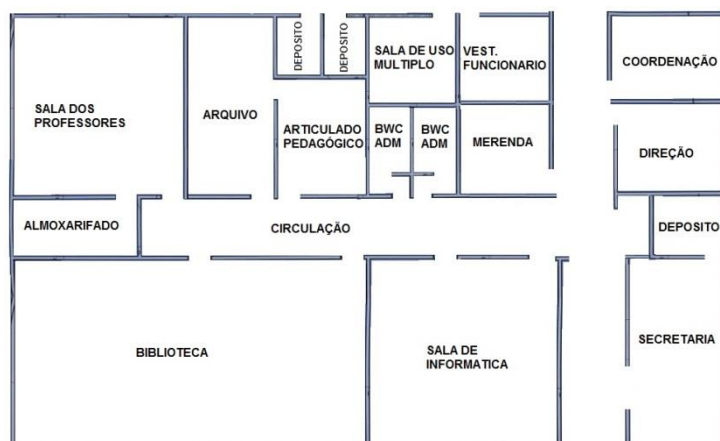 DEPOSITO
DEPOSITO
SALA DE USO
MULTIPLO
VEST.
FUNCIONARIO
COORDENAÇÃO
SALA DOS
PROFESSORES
ARQUIVO
ARTICULADO
PEDAGÓGICO
BWC
ADM
BWC
ADM
MERENDA
DIREÇÃO
ALMOXARIFADO
CIRCULAÇÃO
DEPOSITO
BIBLIOTECA
SALA DE
INFORMATICA
SECRETARIA